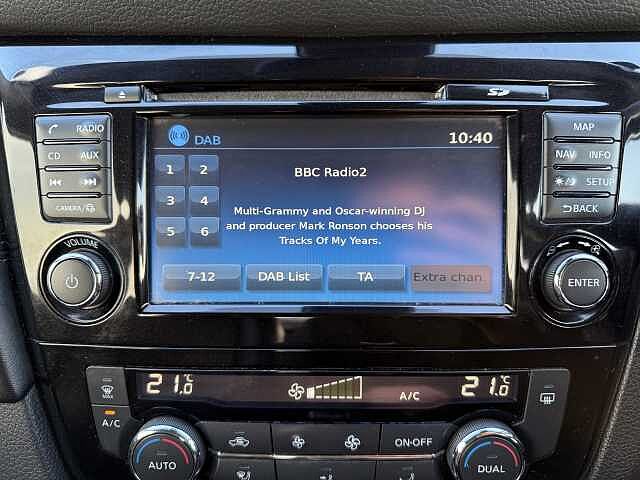 SD
RADIO
CD AUX
CAMERA
VOLUME
DAB
10:40
1 2
BBC Radio2
3 4
Multi-Grammy and Oscar-winning DJ
and producer Mark Ronson chooses his
Tracks Of My Years.
5 6
7-12 DAB List TA Extra chan.
MAP
NAV INFO
SETUP
BACK
ENTER
MAX
21.0 °C
A/C
21.0 °C
A/C
AUTO
ON·OFF
DUAL